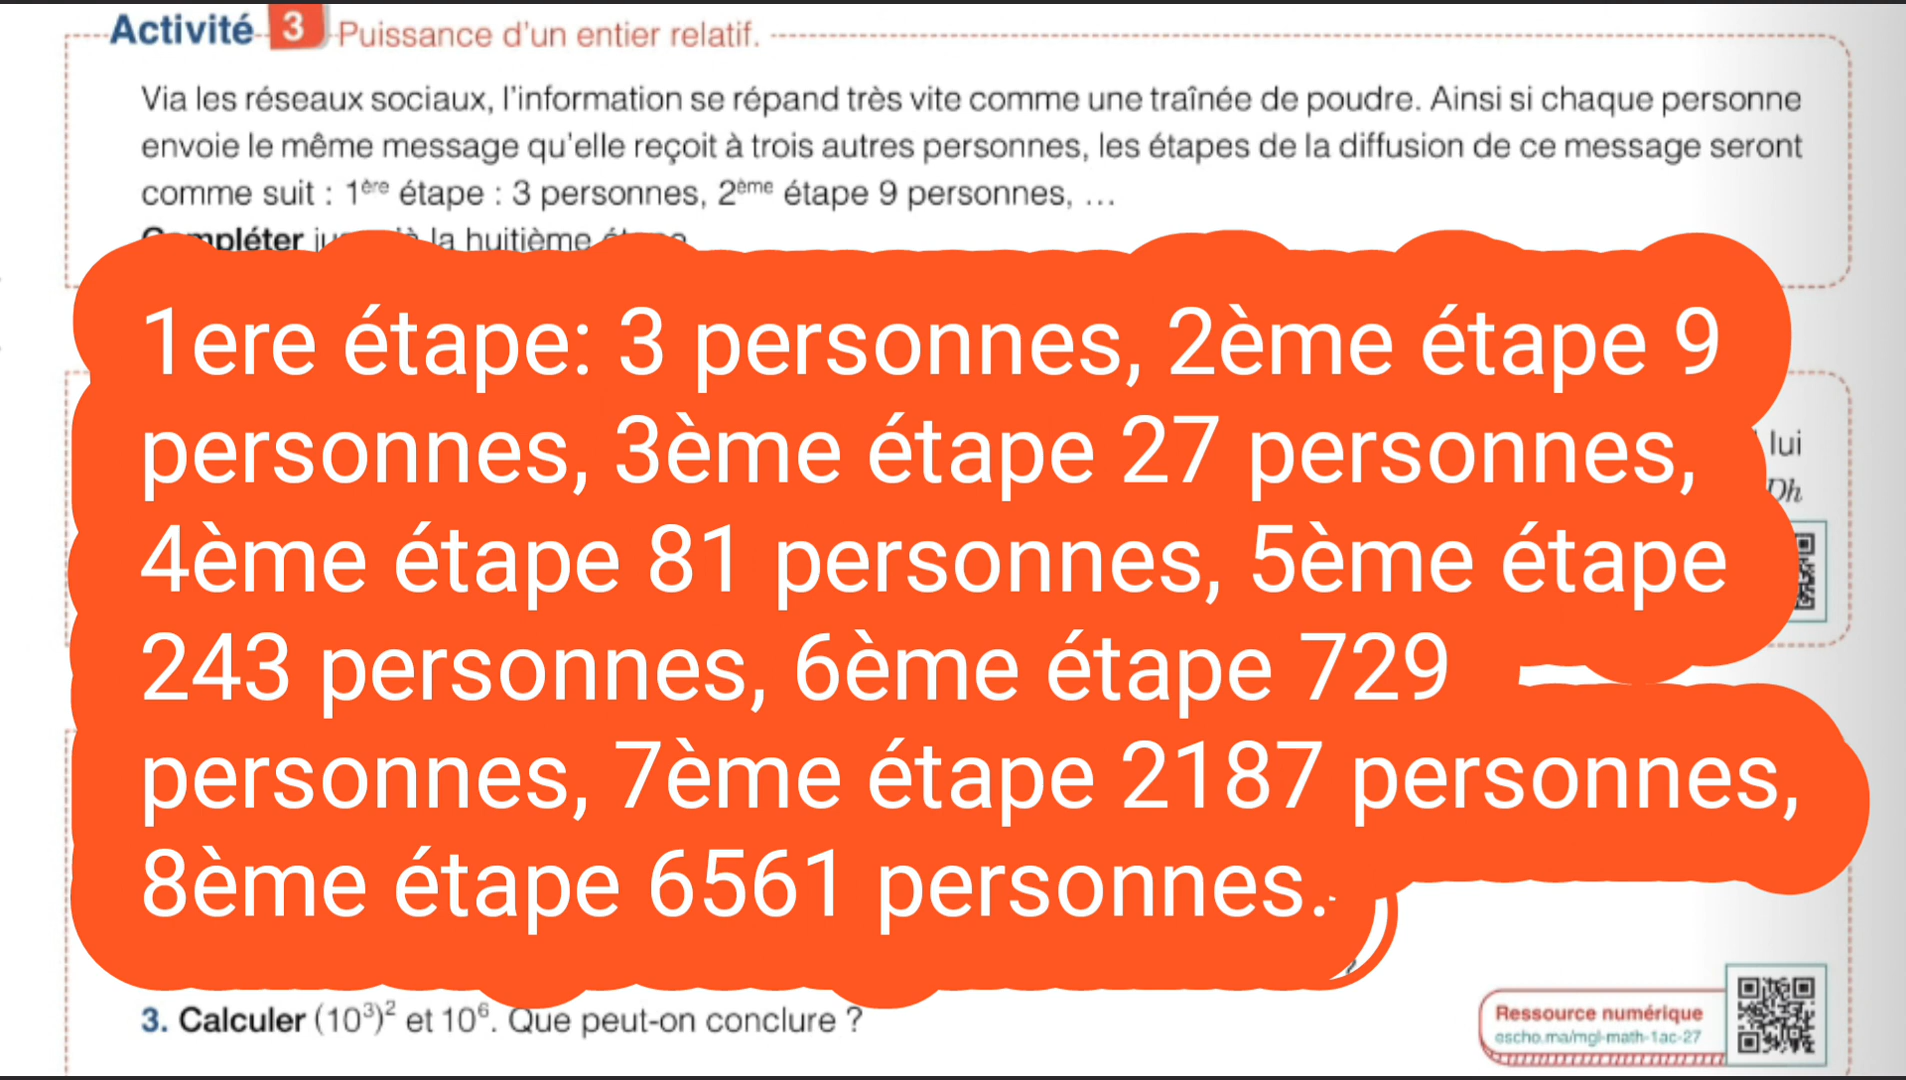 Activité 3 Puissance d'un entier relatif.
Via les réseaux sociaux, l'information se répand très vite comme une traînée de poudre. Ainsi si chaque personne
envoie le même message qu'elle reçoit à trois autres personnes, les étapes de la diffusion de ce message seront
comme suit : 1ère étape : 3 personnes, 2ème étape 9 personnes, ...
Compléter la huitième
1ere étape: 3 personnes, 2ème étape 9
personnes, 3ème étape 27 personnes,
4ème étape 81 personnes, 5ème étape
243 personnes, 6ème étape 729
personnes, 7ème étape 2187 personnes,
8ème étape 6561 personnes.
lui
Dh
3. Calculer (10³)² et 10⁶. Que peut-on conclure ?
Ressource numérique
escho.ma/mgl-math-1ac-27